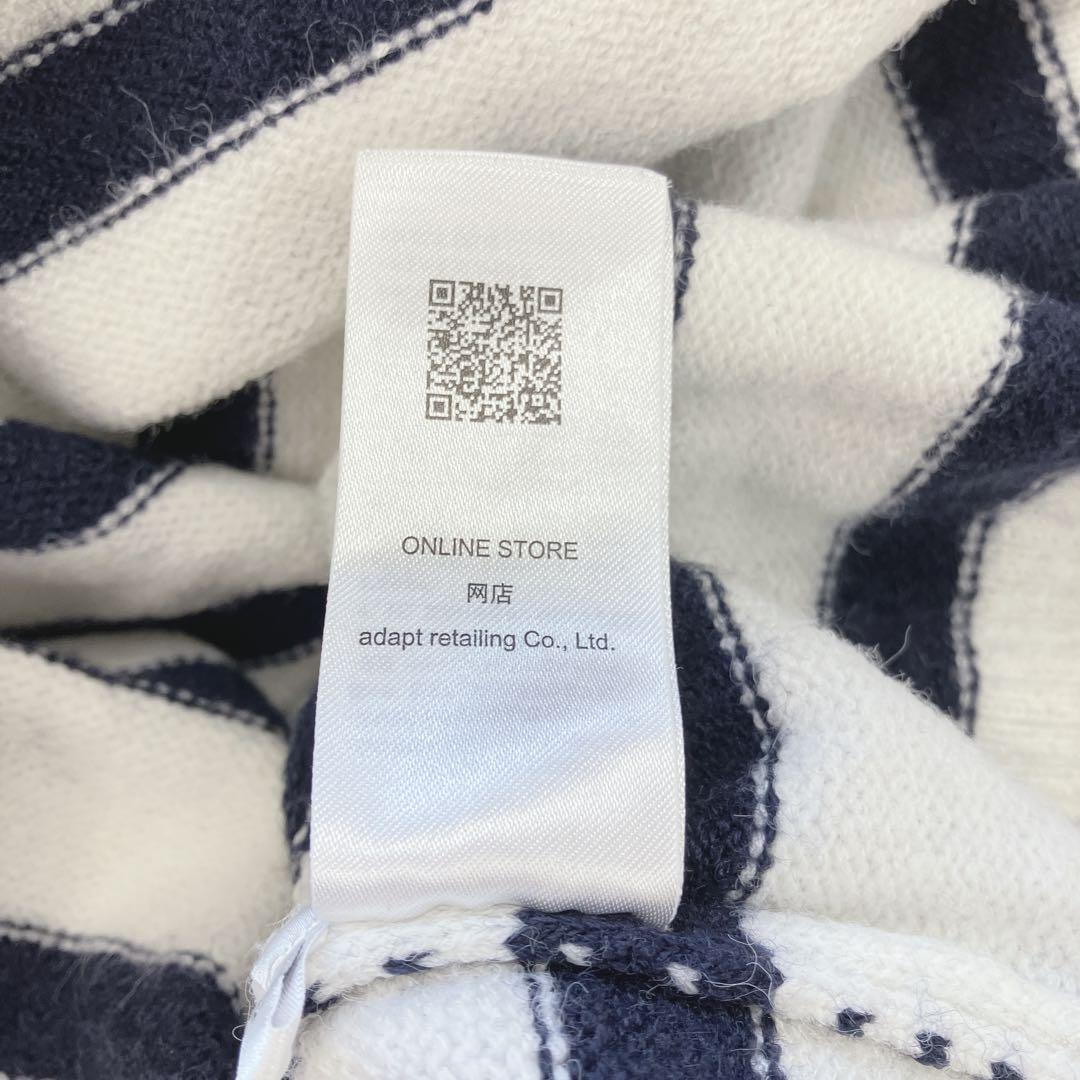 ONLINE STORE
网店
adapt retailing Co., Ltd.